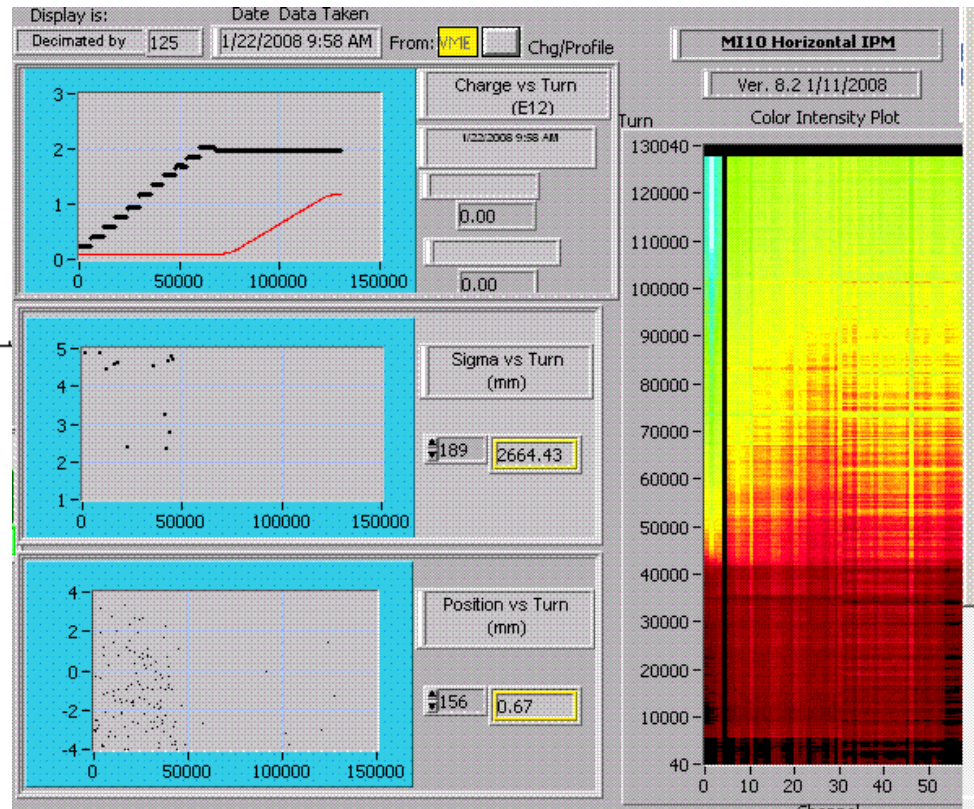 Display is:
Date Data Taken
Decimated by 125
1/22/2008 9:58 AM
From: VME
Chg/Profile
MI10 Horizontal IPM
Ver. 8.2 1/11/2008
Charge vs Turn
(E12)
1/22/2008 9:58 AM
0.00
0.00
3
2
1
0
0 50000 100000 150000
Sigma vs Turn
(mm)
189 2664.43
5
4
3
2
1
0 50000 100000 150000
Position vs Turn
(mm)
156 0.67
4
2
0
-2
-4
0 50000 100000 150000
Turn
Color Intensity Plot
130040
120000
110000
100000
90000
80000
70000
60000
50000
40000
30000
20000
10000
40
0 10 20 30 40 50